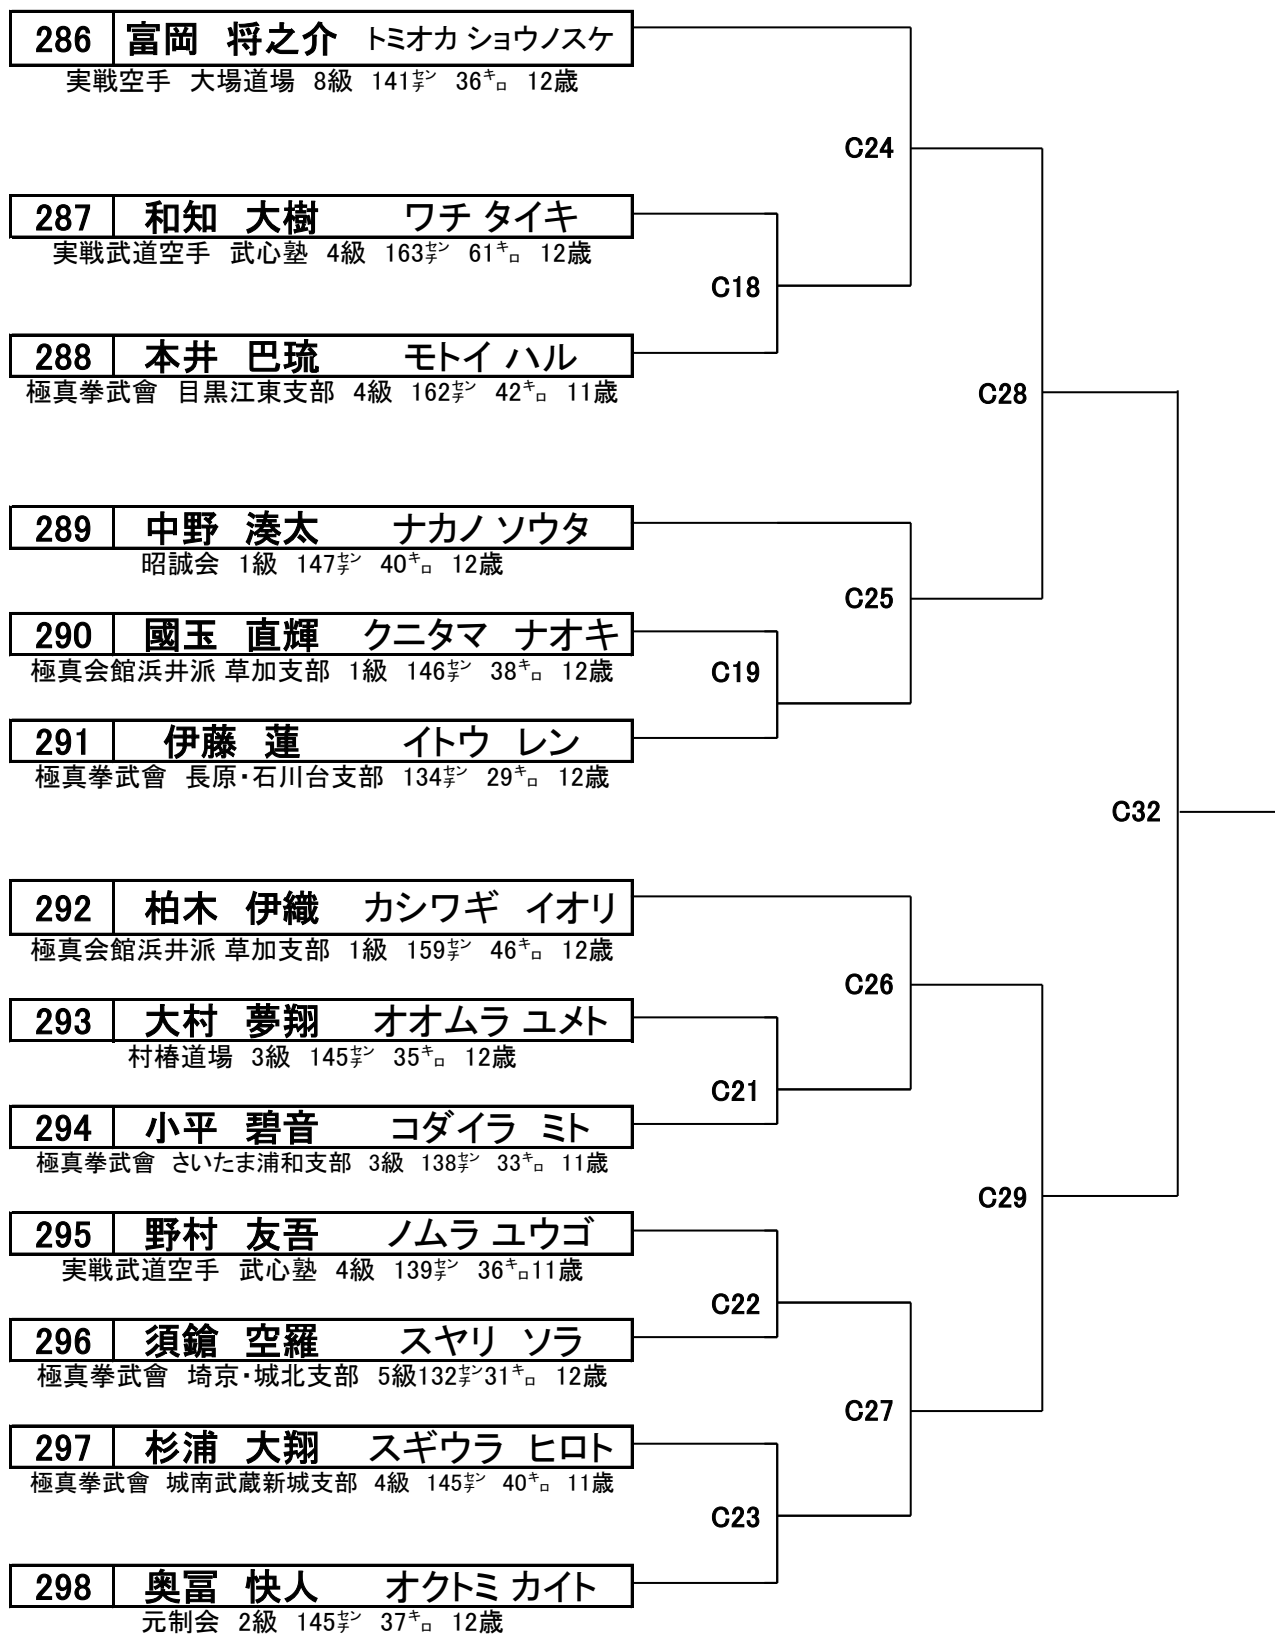 286 富岡 将之介 トミオカ ショウノスケ
実戦空手 大場道場 8級 141㌢ 36㌔ 12歳
C24
287 和知 大樹 ワチ タイキ
実戦武道空手 武心塾 4級 163㌢ 61㌔ 12歳
C18
288 本井 巴琉 モトイ ハル
極真拳武會 目黒江東支部 4級 162㌢ 42㌔ 11歳
C28
289 中野 湊太 ナカノ ソウタ
昭誠会 1級 147㌢ 40㌔ 12歳
C25
290 國玉 直輝 クニタマ ナオキ
極真会館浜井派 草加支部 1級 146㌢ 38㌔ 12歳
C19
291 伊藤 蓮 イトウ レン
極真拳武會 長原・石川台支部 134㌢ 29㌔ 12歳
C32
292 柏木 伊織 カシワギ イオリ
極真会館浜井派 草加支部 1級 159㌢ 46㌔ 12歳
C26
293 大村 夢翔 オオムラ ユメト
村椿道場 3級 145㌢ 35㌔ 12歳
C21
294 小平 碧音 コダイラ ミト
極真拳武會 さいたま浦和支部 3級 138㌢ 33㌔ 11歳
C29
295 野村 友吾 ノムラ ユウゴ
実戦武道空手 武心塾 4級 139㌢ 36㌔11歳
C22
296 須鎗 空羅 スヤリ ソラ
極真拳武會 埼京・城北支部 5級132㌢31㌔ 12歳
C27
297 杉浦 大翔 スギウラ ヒロト
極真拳武會 城南武蔵新城支部 4級 145㌢ 40㌔ 11歳
C23
298 奥冨 快人 オクトミ カイト
元制会 2級 145㌢ 37㌔ 12歳